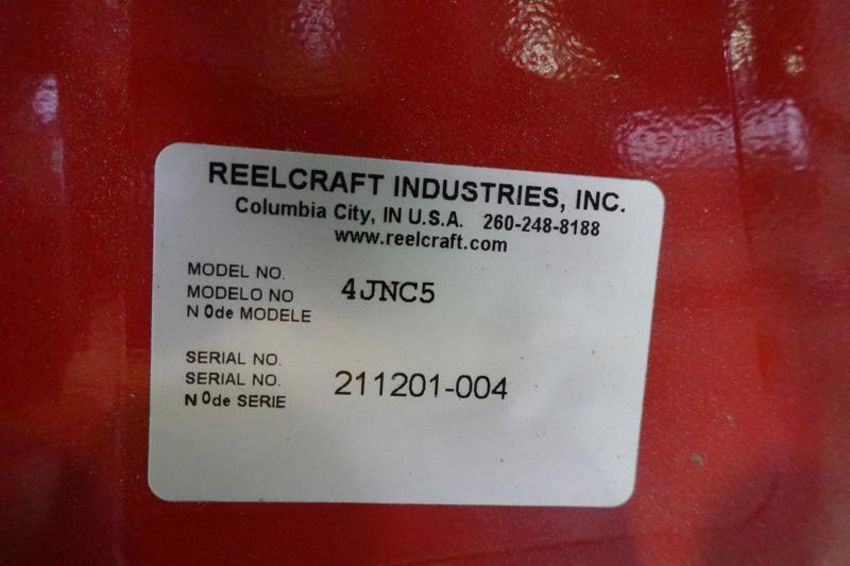 REELCRAFT INDUSTRIES, INC.
Columbia City, IN U.S.A. 260-248-8188
www.reelcraft.com
MODEL NO.
MODELO NO 4JNC5
N 0de MODELE
SERIAL NO.
SERIAL NO. 211201-004
N 0de SERIE